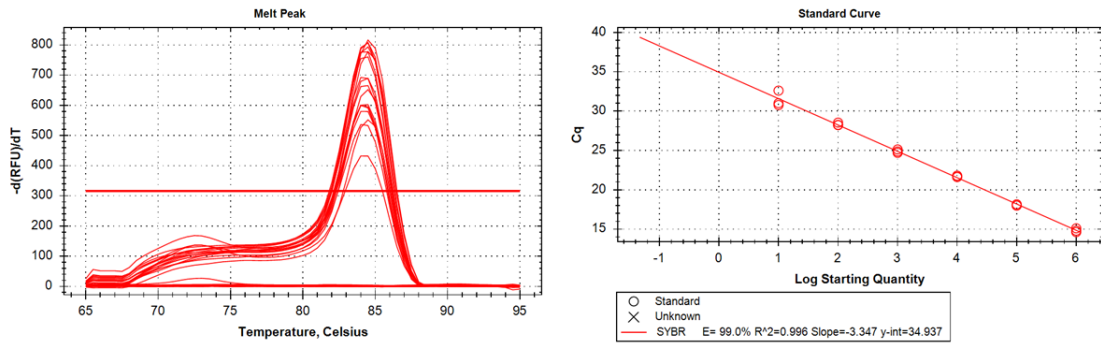 Melt Peak
800
700
600
500
400
300
200
100
0
-d(RFU)/dT
65 70 75 80 85 90 95
Temperature, Celsius
Standard Curve
40
35
30
25
20
15
Cq
-1 0 1 2 3 4 5 6
Log Starting Quantity
Standard
Unknown
SYBR E= 99.0% R^2=0.996 Slope=-3.347 y-int=34.937